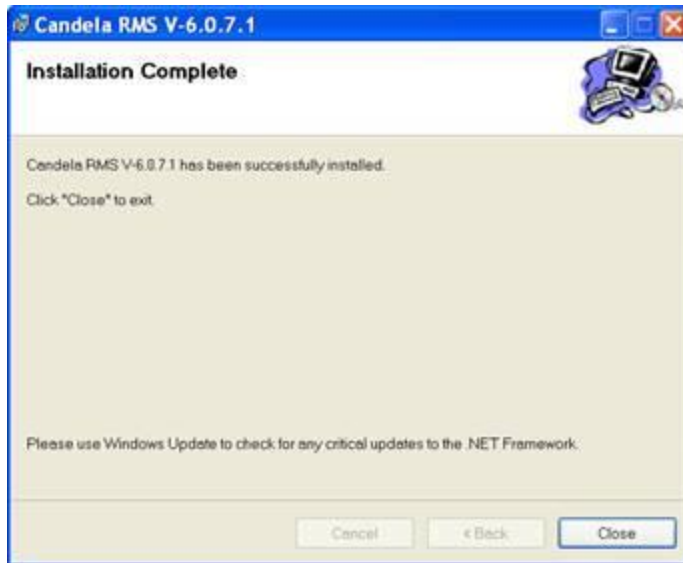 Candela RMS V-6.0.7.1
Installation Complete
Candela RMS V-6.0.7.1 has been successfully installed.
Click "Close" to exit.
Please use Windows Update to check for any critical updates to the .NET Framework.
Cancel
< Back
Close